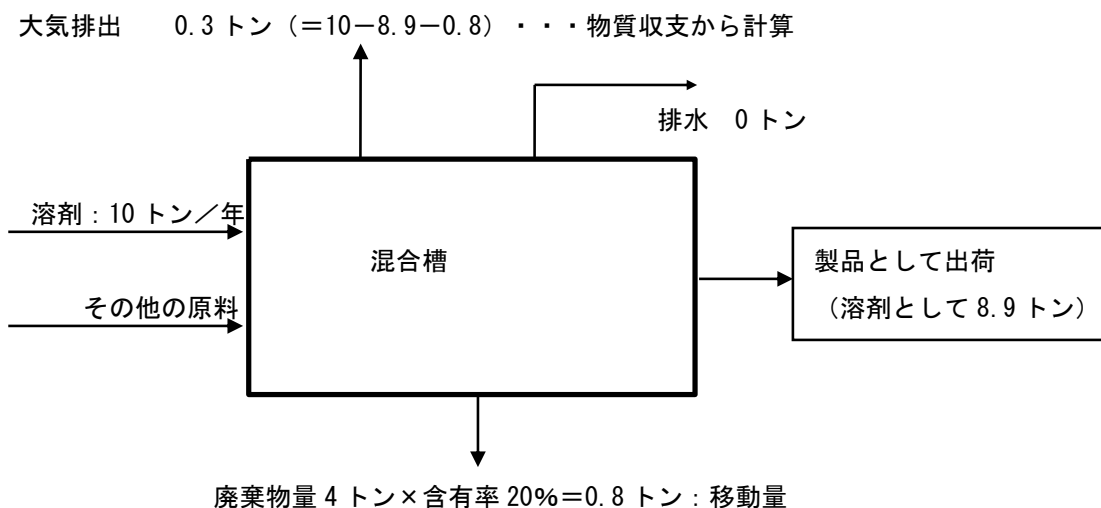 大気排出　　0.3 トン（=10－8.9－0.8）・・・物質収支から計算
排水　0 トン
溶剤：10 トン／年
混合槽
製品として出荷
（溶剤として 8.9 トン）
その他の原料
廃棄物量 4 トン×含有率 20%＝0.8 トン：移動量